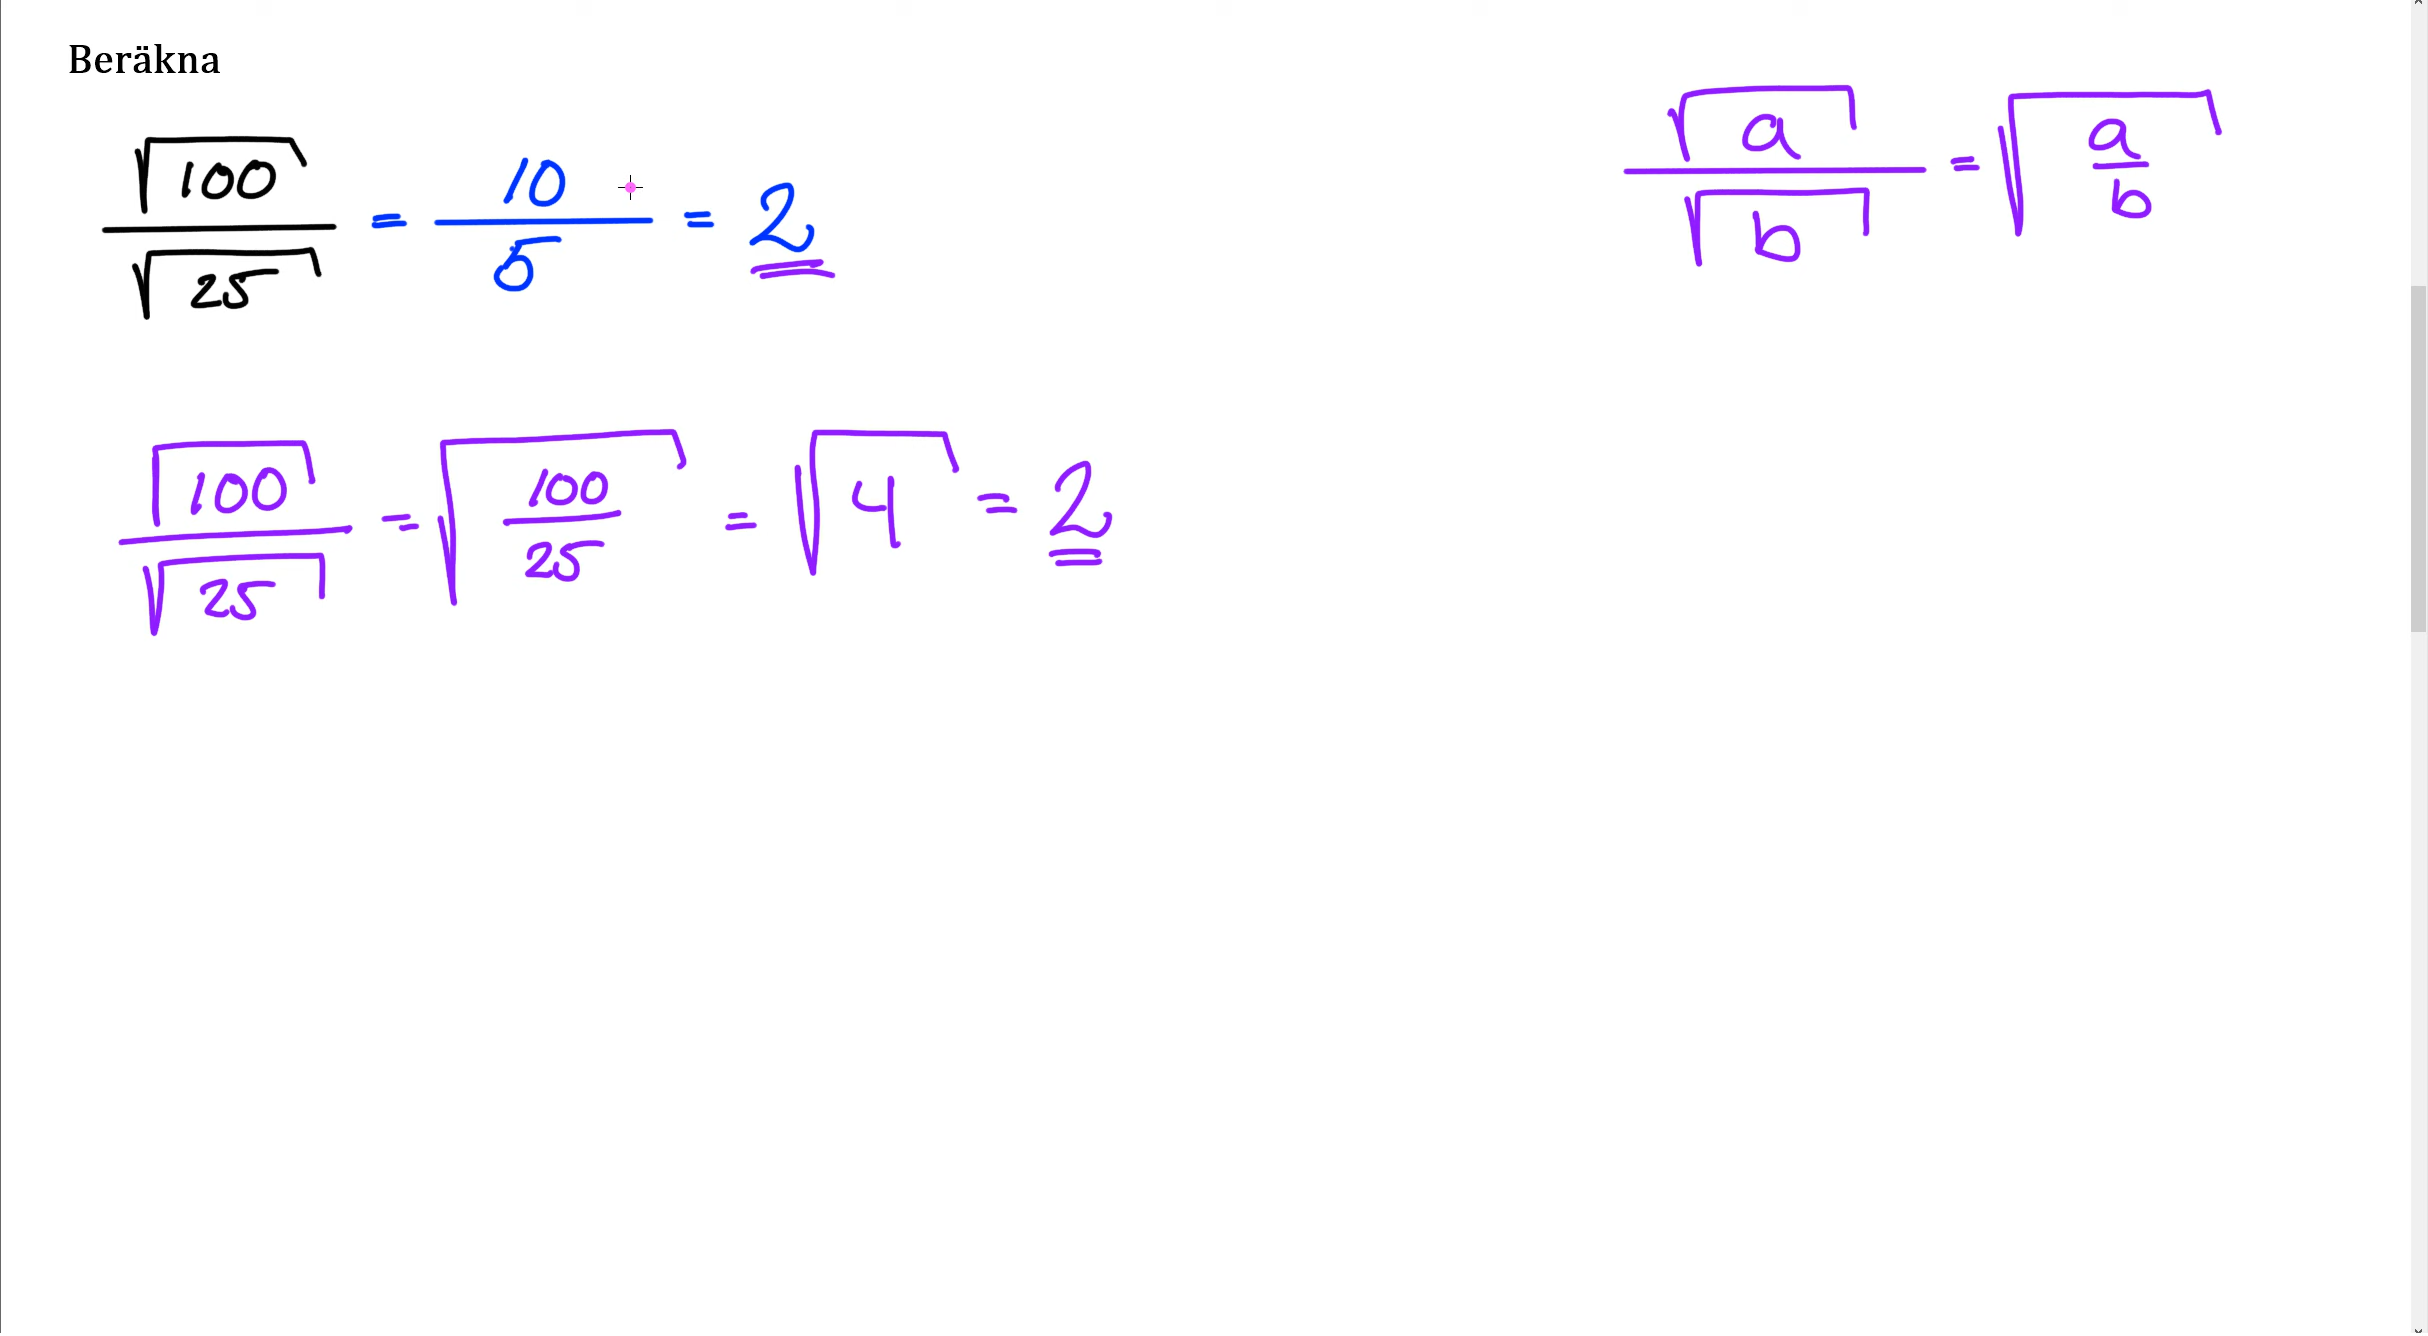 Beräkna
√100 / √25 = 10 / 5 = 2
√a / √b = √(a / b)
√100 / √25 = √(100 / 25) = √4 = 2